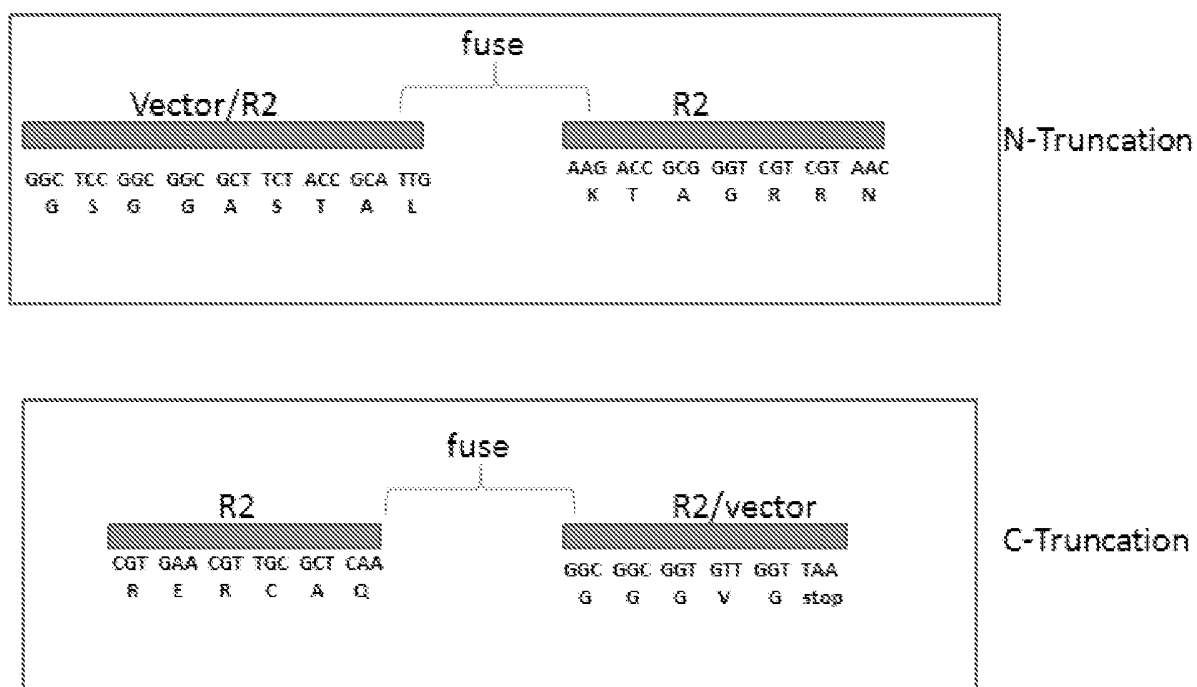 fuse
Vector/R2
R2
N-Truncation
GGC TCC GGC GGC GCT TCT ACC GCA TTG
G S G G A S T A L
AAG ACC GCG GGT CGT CGT AAC
K T A G R R N
fuse
R2
R2/vector
C-Truncation
CGT GAA CGT TGC GCT CAA
R E R C A Q
GGC GGC GGT GTT GGT TAA
G G G V G stop